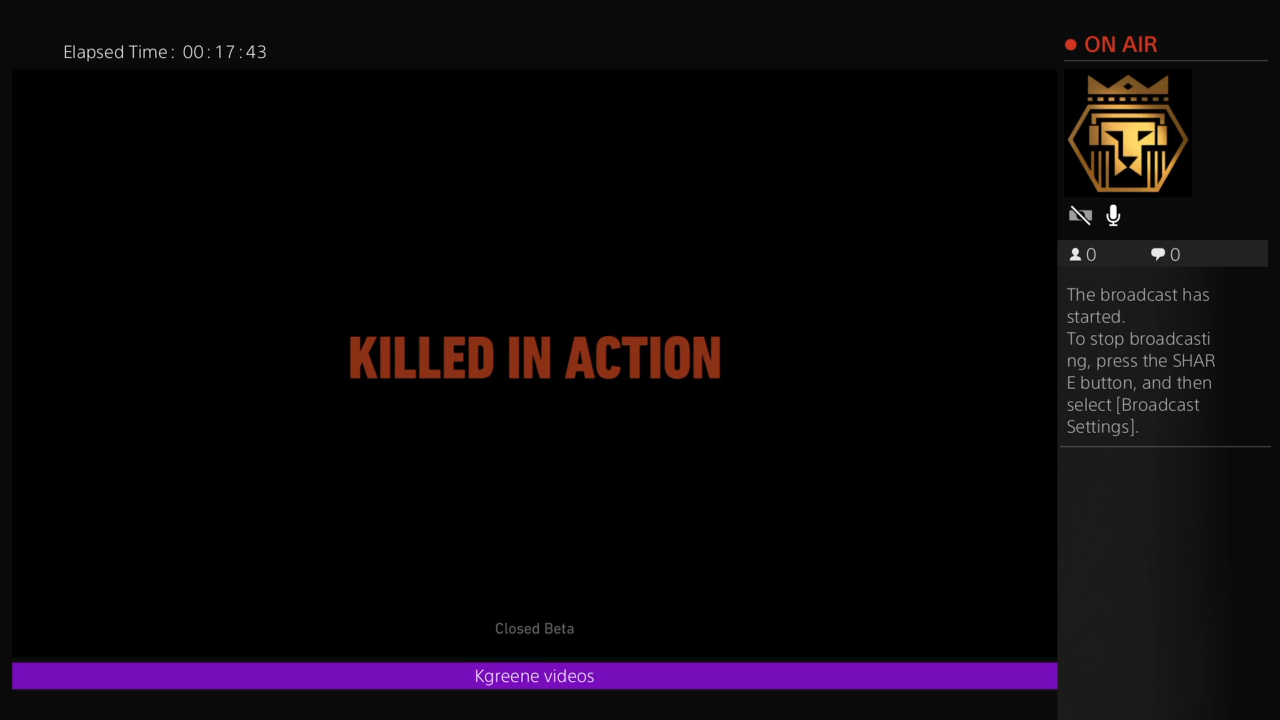 Elapsed Time: 00:17:43
ON AIR
0 0
The broadcast has
started.
To stop broadcasti
ng, press the SHAR
E button, and then
select [Broadcast
Settings].
KILLED IN ACTION
Closed Beta
Kgreene videos